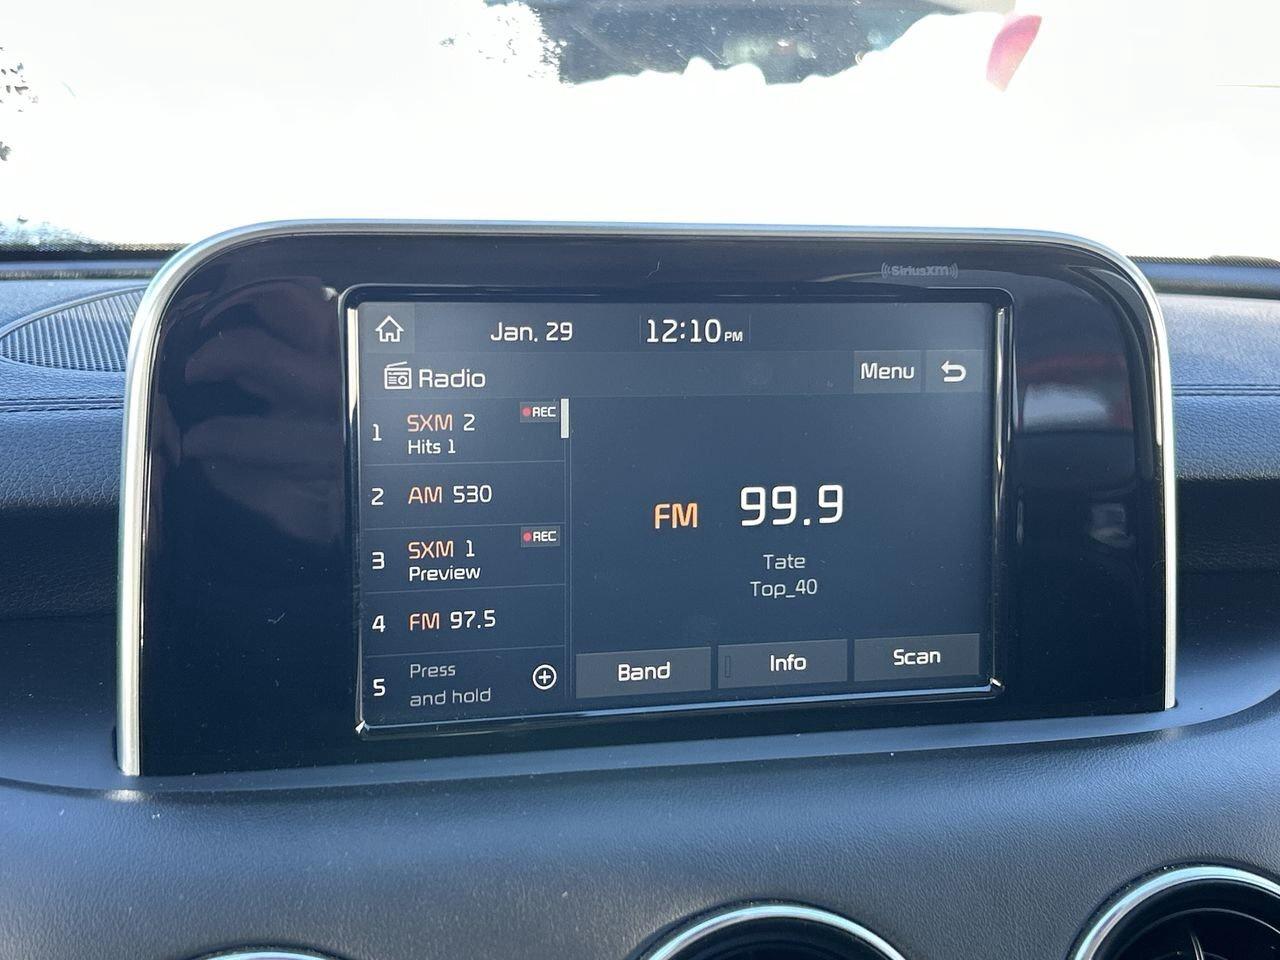 ((SiriusXM))
Jan. 29 12:10 PM
Radio
Menu
1 SXM 2 REC
Hits 1
2 AM 530
3 SXM 1 REC
Preview
4 FM 97.5
5 Press
and hold
FM 99.9
Tate
Top_40
Band Info Scan